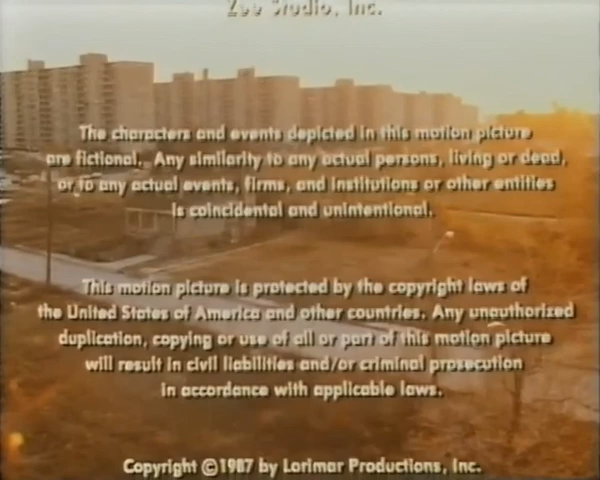 Zee Studio, Inc.
The characters and events depicted in this motion picture
are fictional. Any similarity to any actual persons, living or dead,
or to any actual events, firms, and institutions or other entities
is coincidental and unintentional.
This motion picture is protected by the copyright laws of
the United States of America and other countries. Any unauthorized
duplication, copying or use of all or part of this motion picture
will result in civil liabilities and/or criminal prosecution
in accordance with applicable laws.
Copyright ©1987 by Lorimar Productions, Inc.